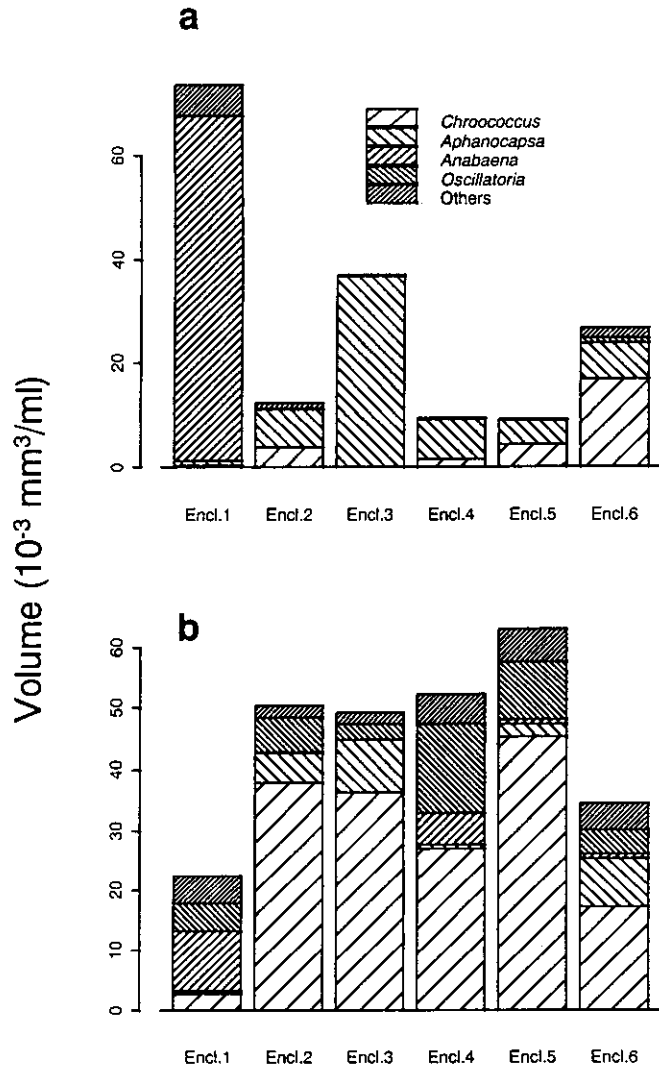 a
Chroococcus
Aphanocapsa
Anabaena
Oscillatoria
Others
60
40
20
0
Encl.1 Encl.2 Encl.3 Encl.4 Encl.5 Encl.6
Volume (10⁻³ mm³/ml)
b
60
50
40
30
20
10
0
Encl.1 Encl.2 Encl.3 Encl.4 Encl.5 Encl.6